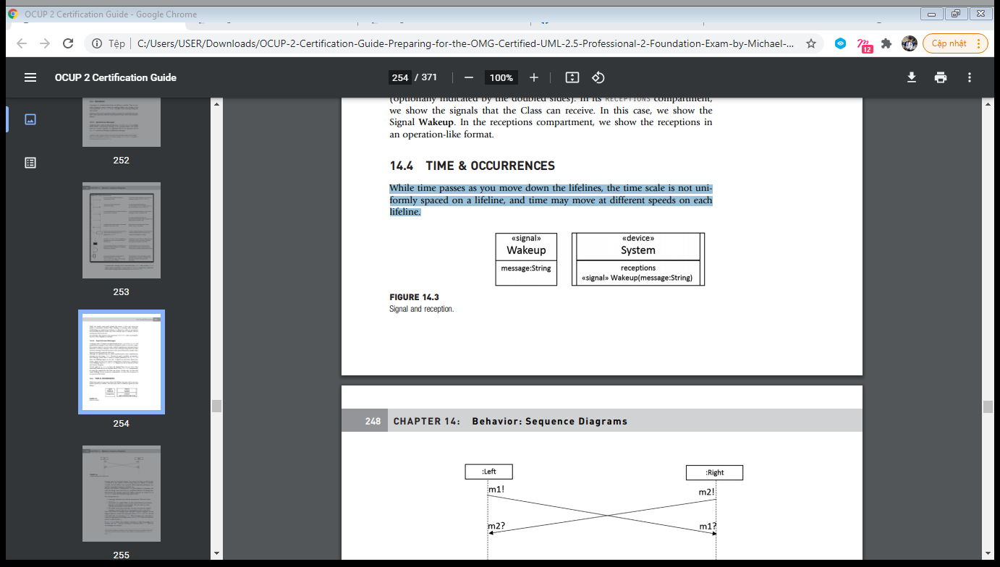 OCUP 2 Certification Guide - Google Chrome
Tệp
C:/Users/USER/Downloads/OCUP-2-Certification-Guide-Preparing-for-the-OMG-Certified-UML-2.5-Professional-2-Foundation-Exam-by-Michael-...
12
Cập nhật
OCUP 2 Certification Guide
254 / 371
100%
252
253
254
255
(optionally indicated by the doubled sides). In its RECEPTIONS compartment,
we show the signals that the Class can receive. In this case, we show the
Signal Wakeup. In the receptions compartment, we show the receptions in
an operation-like format.
14.4 TIME & OCCURRENCES
While time passes as you move down the lifelines, the time scale is not uni-
formly spaced on a lifeline, and time may move at different speeds on each
lifeline.
«signal»
Wakeup
message:String
«device»
System
receptions
«signal» Wakeup(message:String)
FIGURE 14.3
Signal and reception.
248 CHAPTER 14: Behavior: Sequence Diagrams
:Left
:Right
m1!
m2!
m2?
m1?